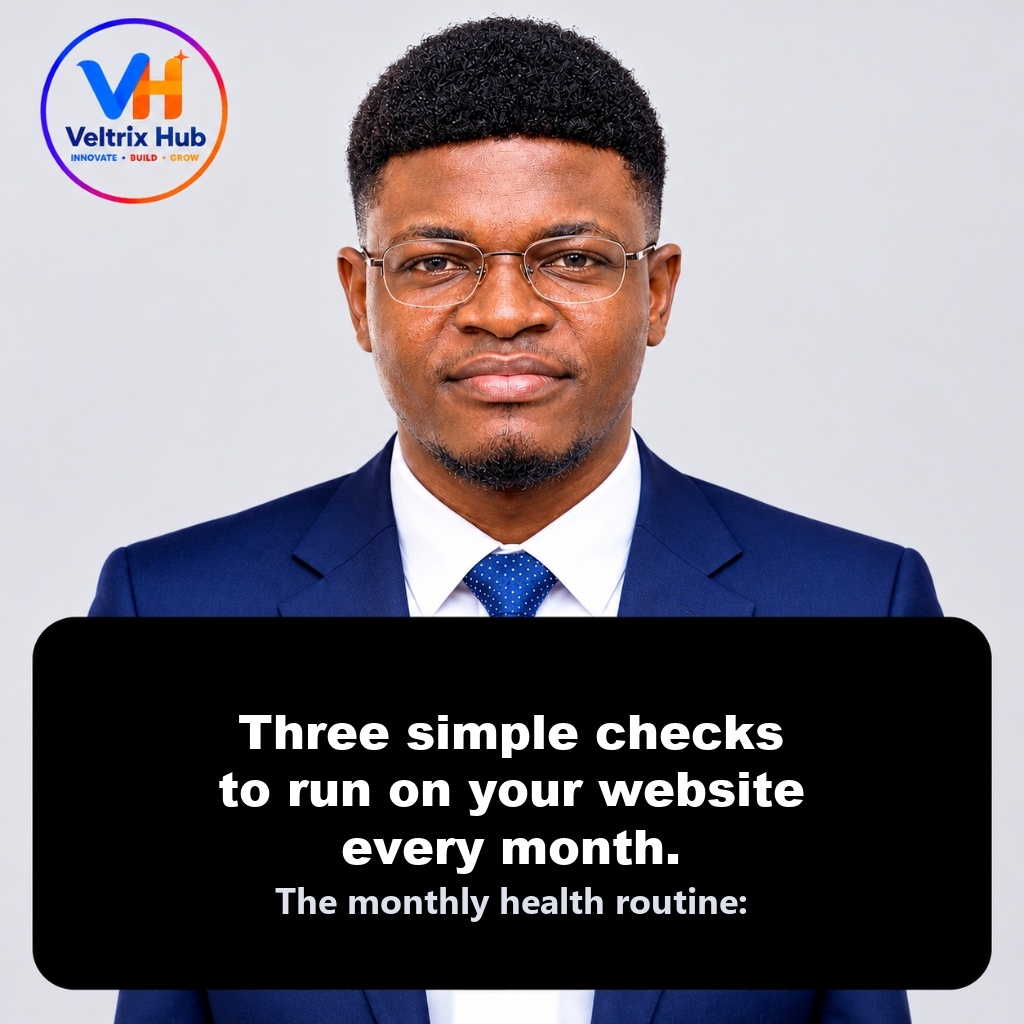 VH
Veltrix Hub
INNOVATE • BUILD • GROW
Three simple checks
to run on your website
every month.
The monthly health routine: